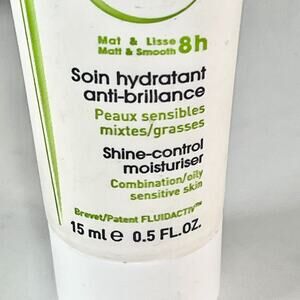 Mat & Lisse
Matt & Smooth 8h
Soin hydratant
anti-brillance
Peaux sensibles
mixtes/grasses
Shine-control
moisturiser
Combination/oily
sensitive skin
Brevet/Patent FLUIDACTIV™
15 ml e 0.5 FL.OZ.